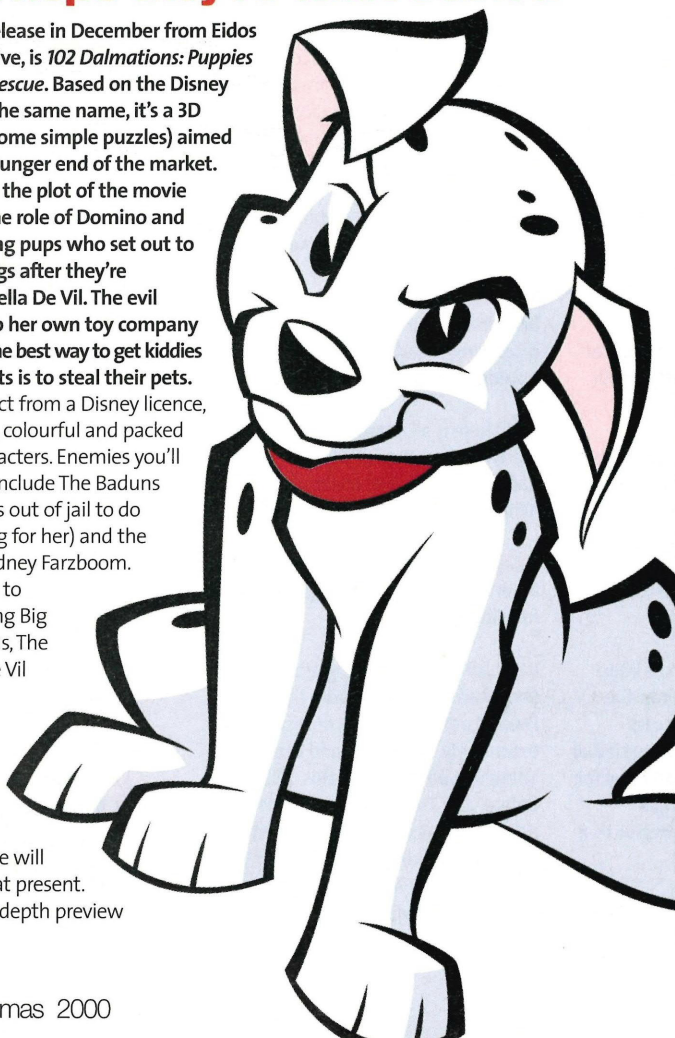 lease in December from Eidos
ve, is 102 Dalmations: Puppies
escue. Based on the Disney
he same name, it's a 3D
ome simple puzzles) aimed
unger end of the market.
the plot of the movie
e role of Domino and
ng pups who set out to
gs after they're
ella De Vil. The evil
o her own toy company
ne best way to get kiddies
ts is to steal their pets.
ct from a Disney licence,
colourful and packed
acters. Enemies you'll
nclude The Baduns
s out of jail to do
g for her) and the
dney Farzboom.
to
ng Big
s, The
e Vil
e will
at present.
depth preview
mas 2000